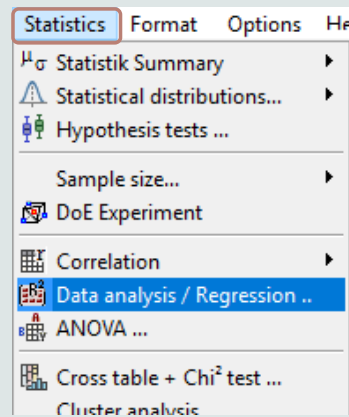 Statistics Format Options He
Statistik Summary
Statistical distributions...
Hypothesis tests ...
Sample size...
DoE Experiment
Correlation
Data analysis / Regression ..
ANOVA ...
Cross table + Chi² test ...
Cluster analysis